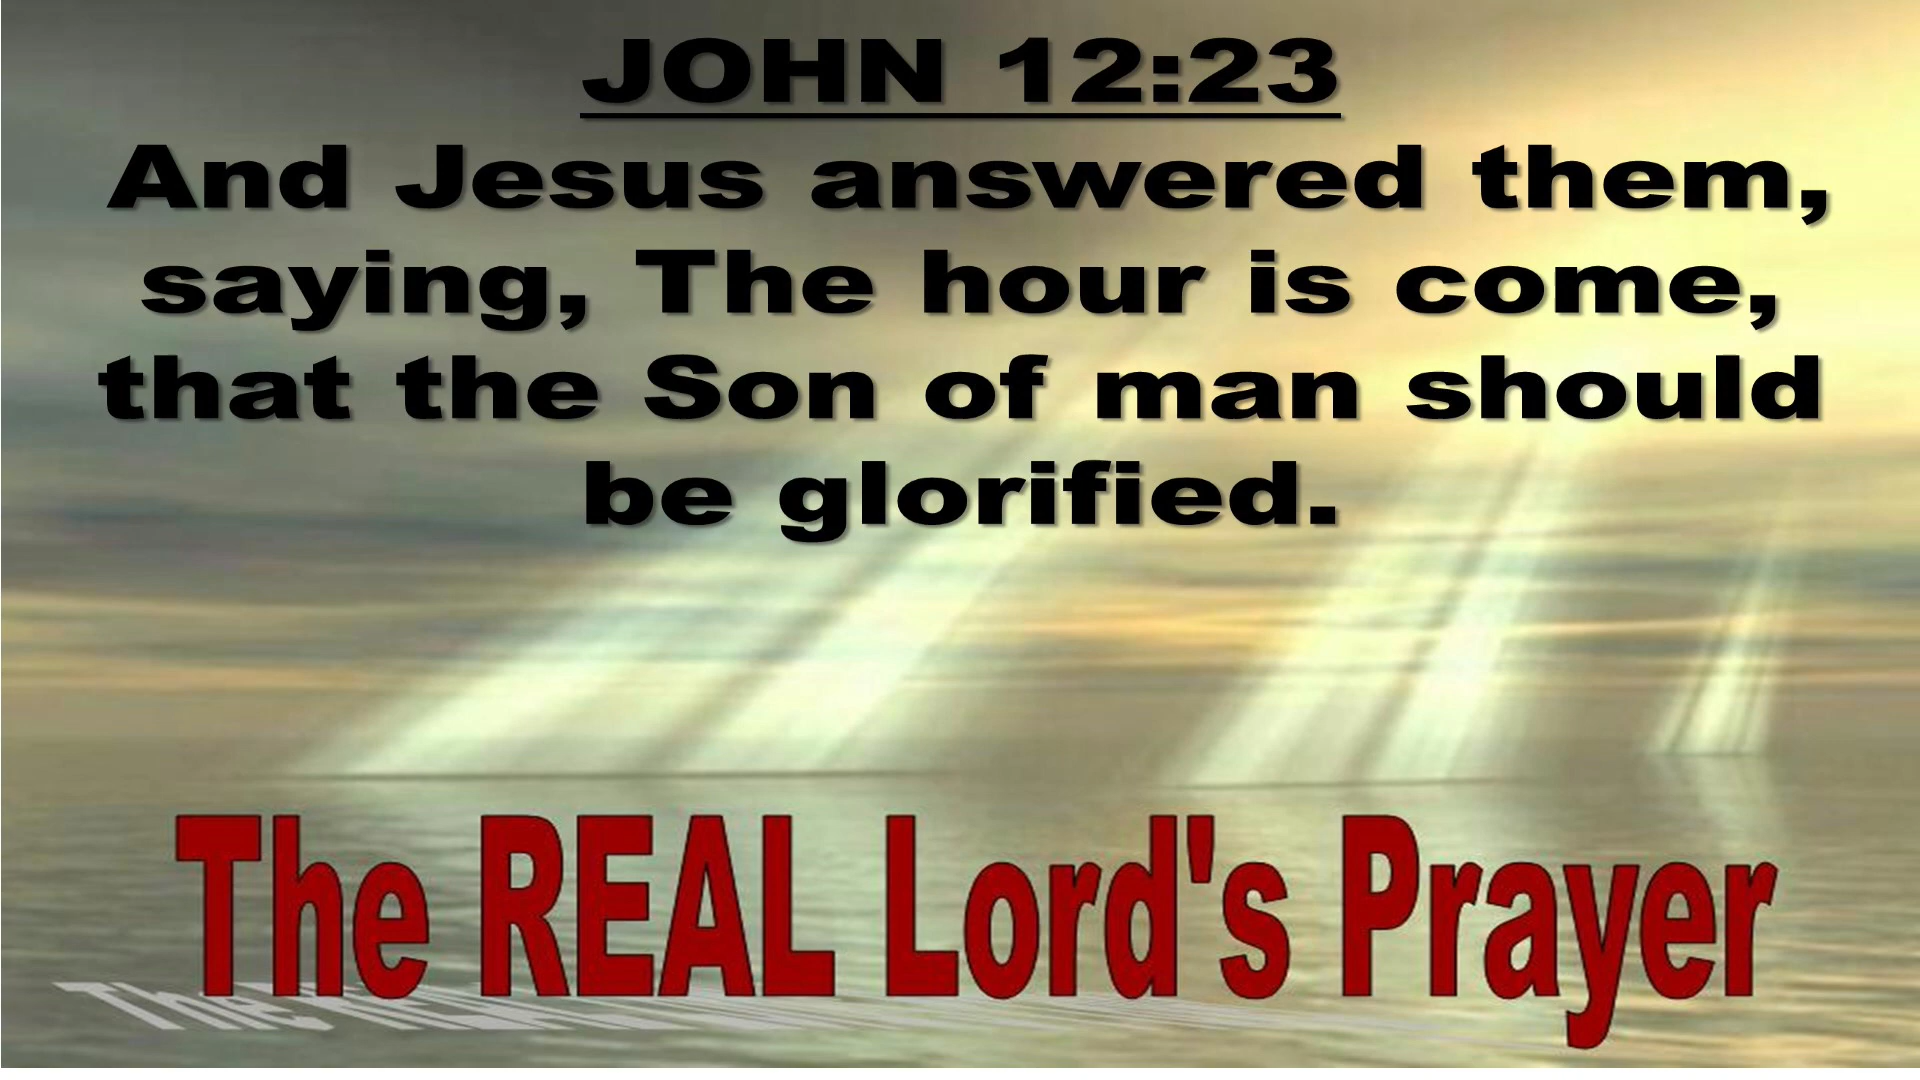 JOHN 12:23
And Jesus answered them,
saying, The hour is come,
that the Son of man should
be glorified.
The REAL Lord's Prayer